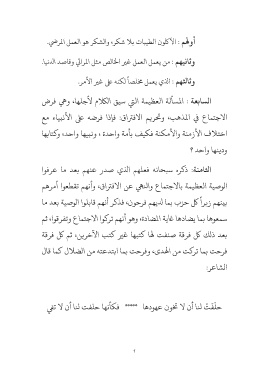 أولهم : الآكلون الطيبات بلا شكر، والشكر هو العمل المرضي.
وثانيهم : من يعمل العمل غير الخالص مثل المرائي وقاصد الدنيا.
وثالثهم : الذي يعمل مخلصاً لكنه على غير الأمر.
السابعة : المسألة العظيمة التي سيق الكلام لأجلها، وهي فرض
الاجتماع في المذهب، وتحريم الافتراق. فإذا فرضه على الأنبياء مع
اختلاف الأزمنة والأمكنة فكيف بأمة واحدة ، ونبيها واحد، وكتابها
ودينها واحد ؟
الثامنة: ذكره سبحانه فعلهم الذي صدر عنهم بعد ما عرفوا
الوصية العظيمة بالاجتماع والنهي عن الافتراق، وأنهم تقطعوا أمرهم
بينهم زبراً كل حزب بما لديهم فرحون، فذكر أنهم قابلوا الوصية بعد ما
سمعوها بما يضادها غاية المضادة، وهو أنهم تركوا الاجتماع وتفرقوا، ثم
بعد ذلك كل فرقة صنفت لها كتبا غير كتب الآخرين، ثم كل فرقة
فرحت بما تركت من الهدى، وفرحت بما ابتدعته من الضلال كما قال
الشاعر:
حلفَتْ لنا أن لا تخون عهودها ***** فكأنها حلفت لنا أن لا تفي